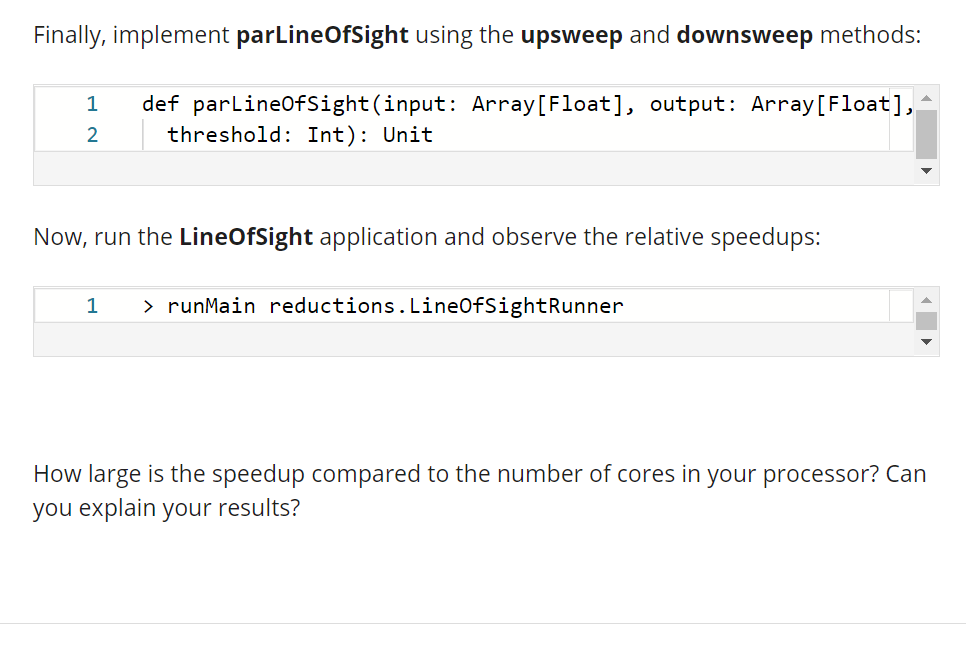 Finally, implement parLineOfSight using the upsweep and downsweep methods:
1 def parLineOfSight(input: Array[Float], output: Array[Float],
2 threshold: Int): Unit
Now, run the LineOfSight application and observe the relative speedups:
1 > runMain reductions.LineOfSightRunner
How large is the speedup compared to the number of cores in your processor? Can
you explain your results?